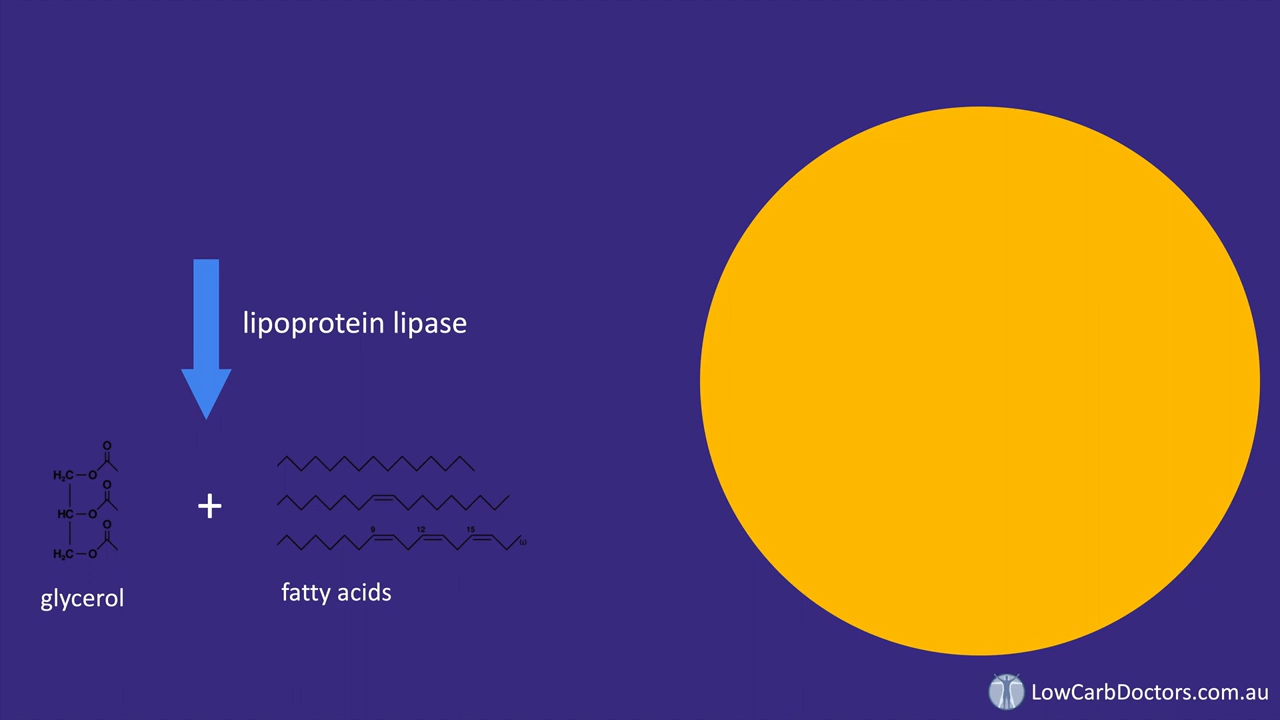 lipoprotein lipase
O
H₂C—O
O
HC—O
O
H₂C—O
+
9 12 15
ω
glycerol
fatty acids
LowCarbDoctors.com.au